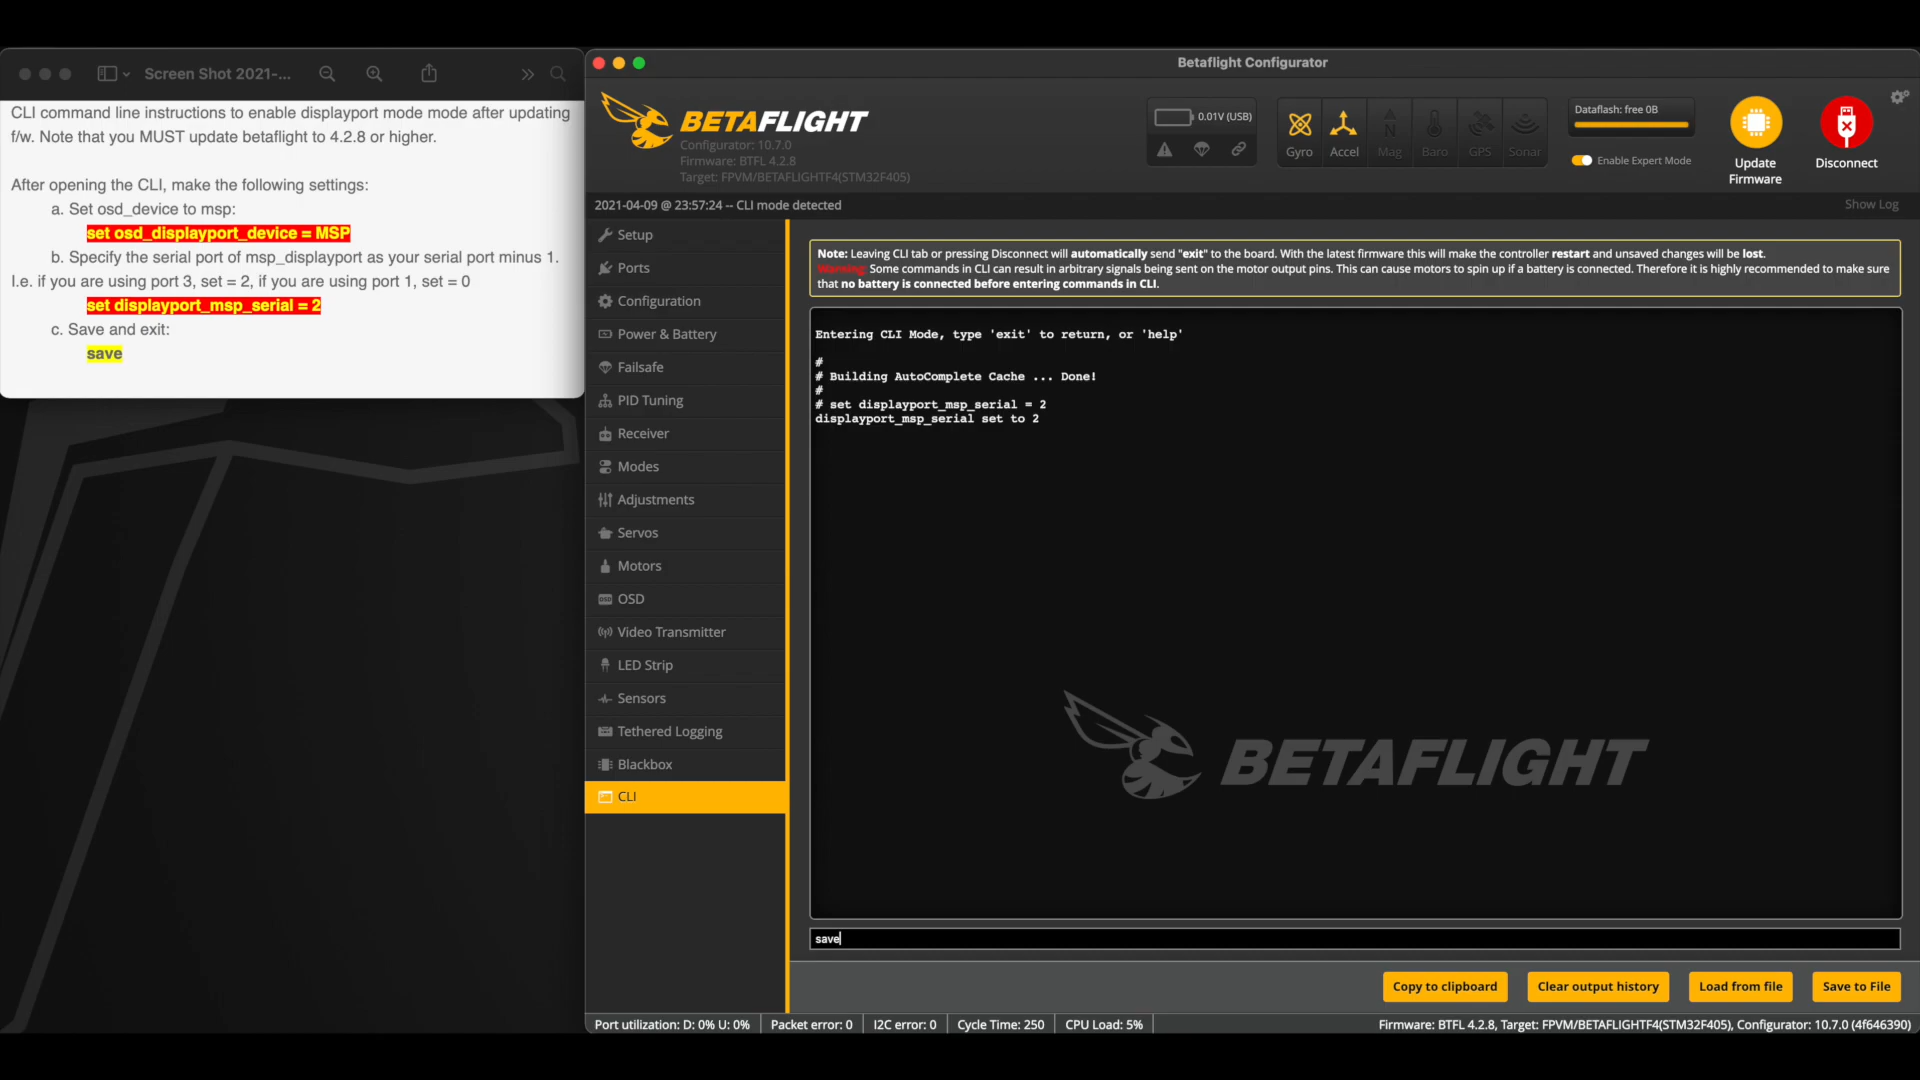 Screen Shot 2021-...
CLI command line instructions to enable displayport mode mode after updating
f/w. Note that you MUST update betaflight to 4.2.8 or higher.
After opening the CLI, make the following settings:
a. Set osd_device to msp:
set osd_displayport_device = MSP
b. Specify the serial port of msp_displayport as your serial port minus 1.
I.e. if you are using port 3, set = 2, if you are using port 1, set = 0
set displayport_msp_serial = 2
c. Save and exit:
save
Betaflight Configurator
BETAFLIGHT
Configurator: 10.7.0
Firmware: BTFL 4.2.8
Target: FPVM/BETAFLIGHTF4(STM32F405)
0.01V (USB)
Gyro
Accel
Mag
Baro
GPS
Sonar
Dataflash: free 0B
Enable Expert Mode
Update
Firmware
Disconnect
2021-04-09 @ 23:57:24 -- CLI mode detected
Show Log
Setup
Ports
Configuration
Power & Battery
Failsafe
PID Tuning
Receiver
Modes
Adjustments
Servos
Motors
OSD
Video Transmitter
LED Strip
Sensors
Tethered Logging
Blackbox
CLI
Note: Leaving CLI tab or pressing Disconnect will automatically send "exit" to the board. With the latest firmware this will make the controller restart and unsaved changes will be lost.
Warning: Some commands in CLI can result in arbitrary signals being sent on the motor output pins. This can cause motors to spin up if a battery is connected. Therefore it is highly recommended to make sure
that no battery is connected before entering commands in CLI.
Entering CLI Mode, type 'exit' to return, or 'help'
#
# Building AutoComplete Cache ... Done!
#
# set displayport_msp_serial = 2
displayport_msp_serial set to 2
BETAFLIGHT
save
Copy to clipboard
Clear output history
Load from file
Save to File
Port utilization: D: 0% U: 0%
Packet error: 0
I2C error: 0
Cycle Time: 250
CPU Load: 5%
Firmware: BTFL 4.2.8, Target: FPVM/BETAFLIGHTF4(STM32F405), Configurator: 10.7.0 (4f646390)